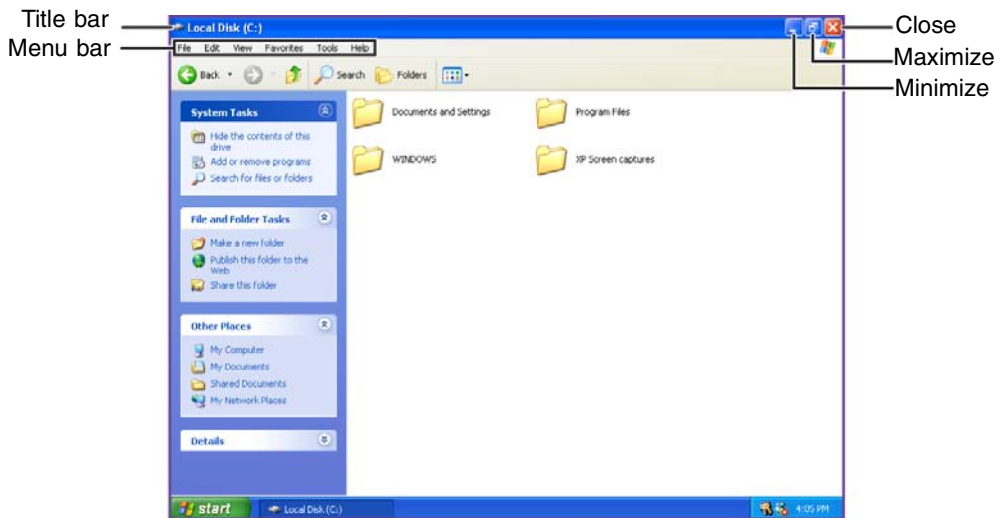 Title bar
Local Disk (C:)
Close
Menu bar
File Edit View Favorites Tools Help
Maximize
Back
Search
Folders
Minimize
System Tasks
Hide the contents of this
drive
Add or remove programs
Search for files or folders
File and Folder Tasks
Make a new folder
Publish this folder to the
Web
Share this folder
Other Places
My Computer
My Documents
Shared Documents
My Network Places
Details
Documents and Settings
Program Files
WINDOWS
XP Screen captures
start
Local Disk (C:)
4:05 PM